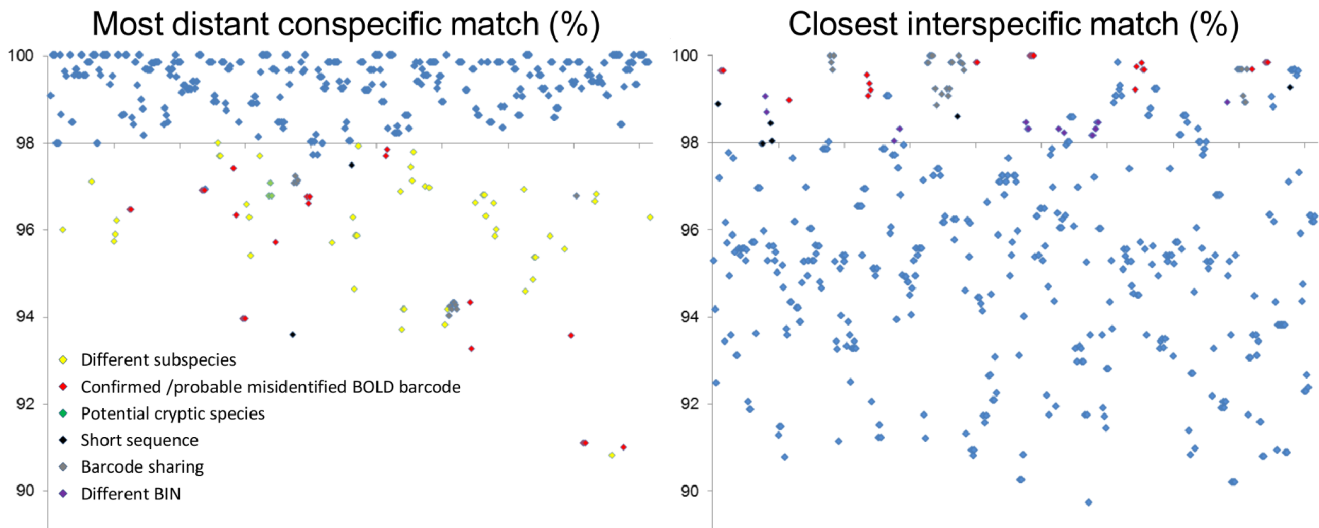 Most distant conspecific match (%)
Closest interspecific match (%)
100
98
96
94
92
90
Different subspecies
Confirmed /probable misidentified BOLD barcode
Potential cryptic species
Short sequence
Barcode sharing
Different BIN
100
98
96
94
92
90